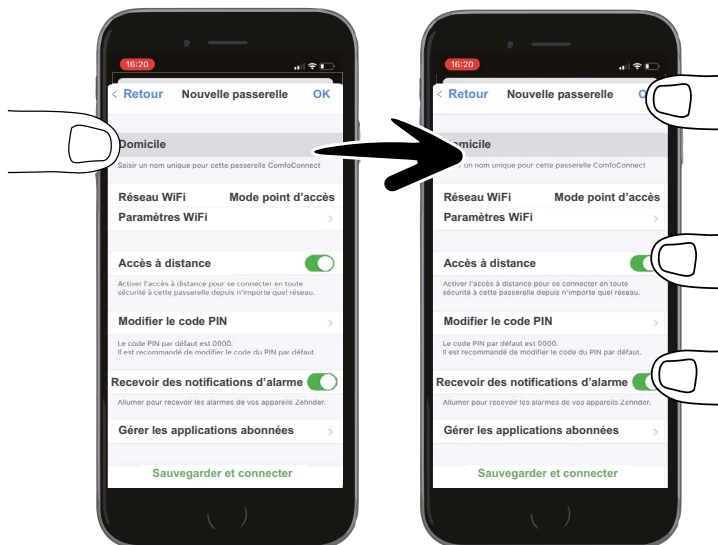 16:20
< Retour Nouvelle passerelle OK
Domicile
Saisir un nom unique pour cette passerelle ComfoConnect
Réseau WiFi Mode point d'accès
Paramètres WiFi >
Accès à distance
Activer l'accès à distance pour se connecter en toute
sécurité à cette passerelle depuis n'importe quel réseau.
Modifier le code PIN >
Le code PIN par défaut est 0000.
Il est recommandé de modifier le code du PIN par défaut.
Recevoir des notifications d'alarme
Allumer pour recevoir les alarmes de vos appareils Zehnder.
Gérer les applications abonnées >
Sauvegarder et connecter
16:20
< Retour Nouvelle passerelle
Domicile
un nom unique pour cette passerelle ComfoConnect
Réseau WiFi Mode point d'accès
Paramètres WiFi >
Accès à distance
Activer l'accès à distance pour se connecter en toute
sécurité à cette passerelle depuis n'importe quel réseau.
Modifier le code PIN >
Le code PIN par défaut est 0000.
Il est recommandé de modifier le code du PIN par défaut.
Recevoir des notifications d'alarme
Allumer pour recevoir les alarmes de vos appareils Zehnder.
Gérer les applications abonnées >
Sauvegarder et connecter